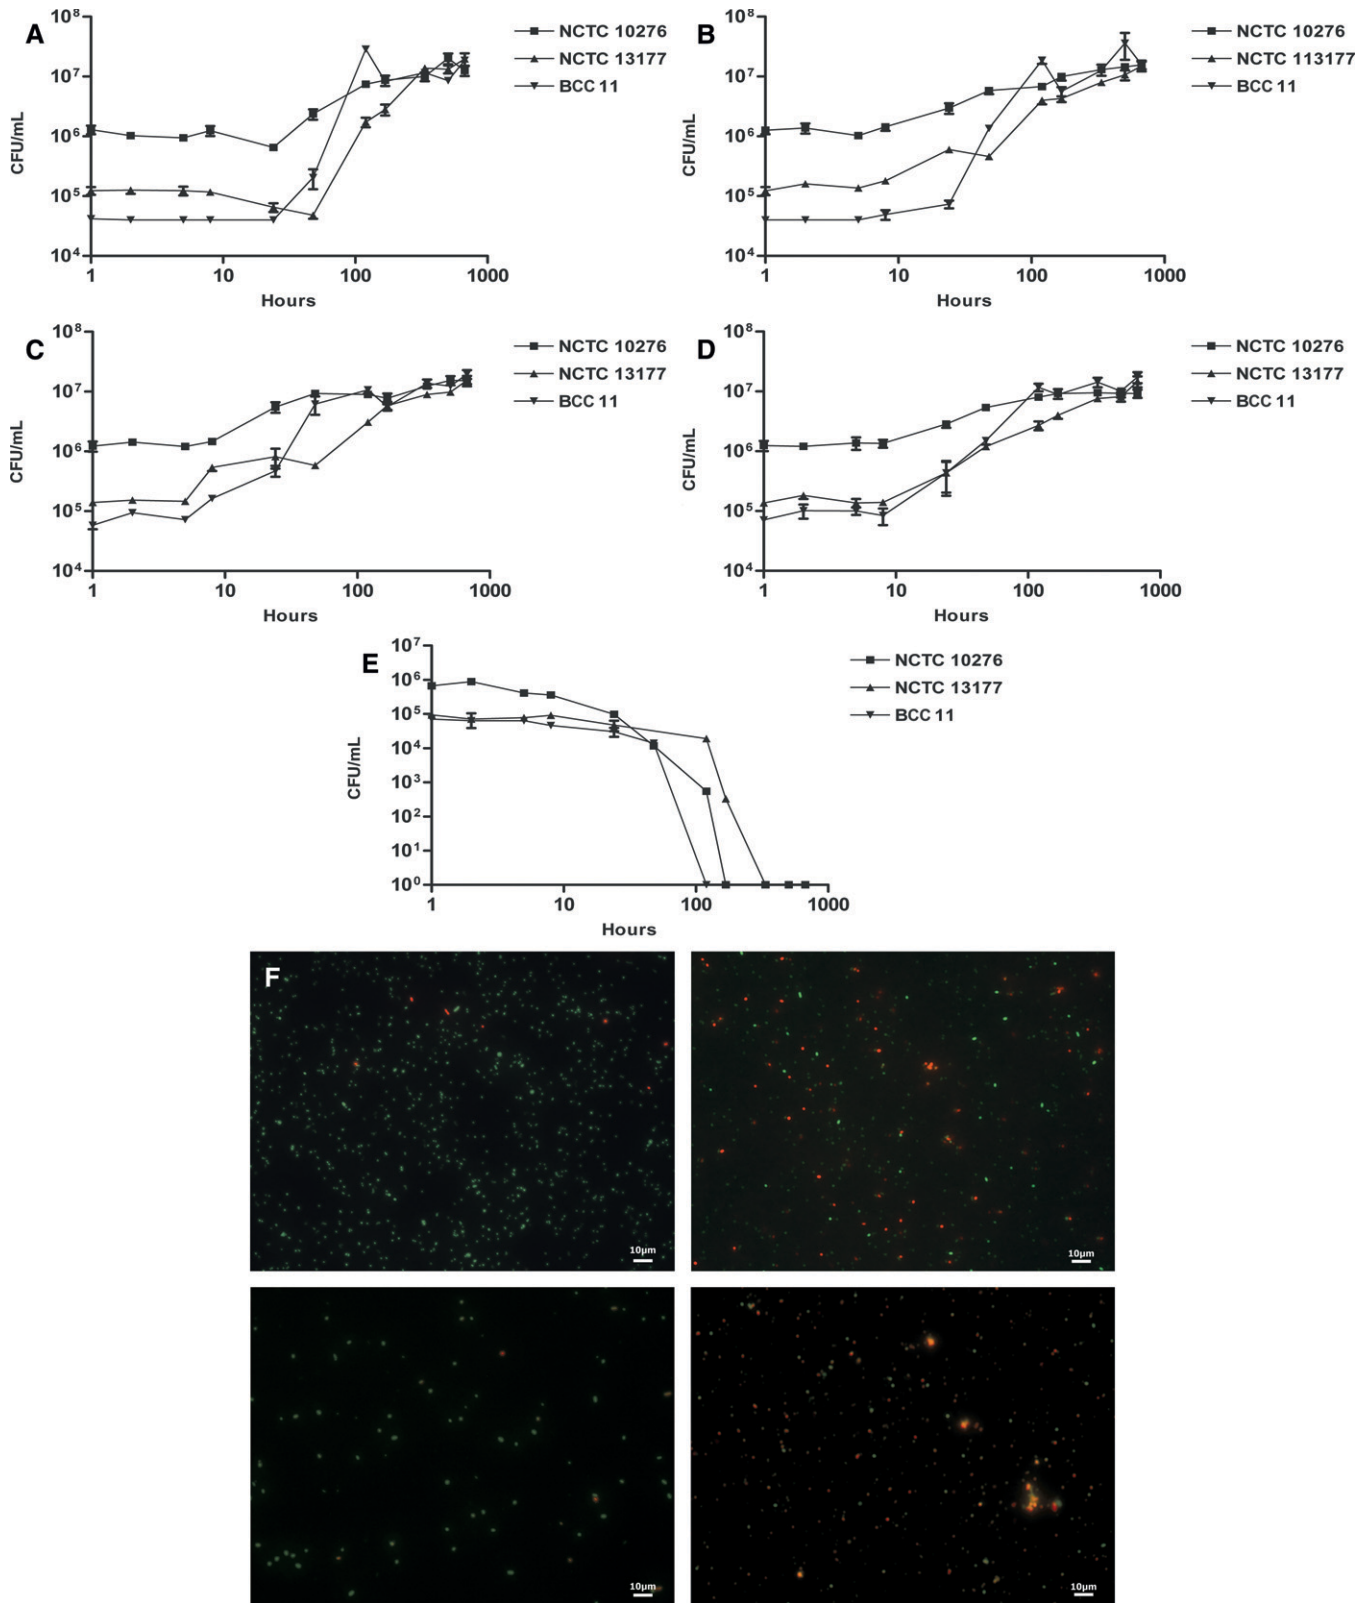 A
CFU/mL
10⁸
10⁷
10⁶
10⁵
10⁴
1
10
100
1000
Hours
NCTC 10276
NCTC 13177
BCC 11
B
CFU/mL
10⁸
10⁷
10⁶
10⁵
10⁴
1
10
100
1000
Hours
NCTC 10276
NCTC 113177
BCC 11
C
CFU/mL
10⁸
10⁷
10⁶
10⁵
10⁴
1
10
100
1000
Hours
NCTC 10276
NCTC 13177
BCC 11
D
CFU/mL
10⁸
10⁷
10⁶
10⁵
10⁴
1
10
100
1000
Hours
NCTC 10276
NCTC 13177
BCC 11
E
CFU/mL
10⁷
10⁶
10⁵
10⁴
10³
10²
10¹
10⁰
1
10
100
1000
Hours
NCTC 10276
NCTC 13177
BCC 11
F
10µm
10µm
10µm
10µm